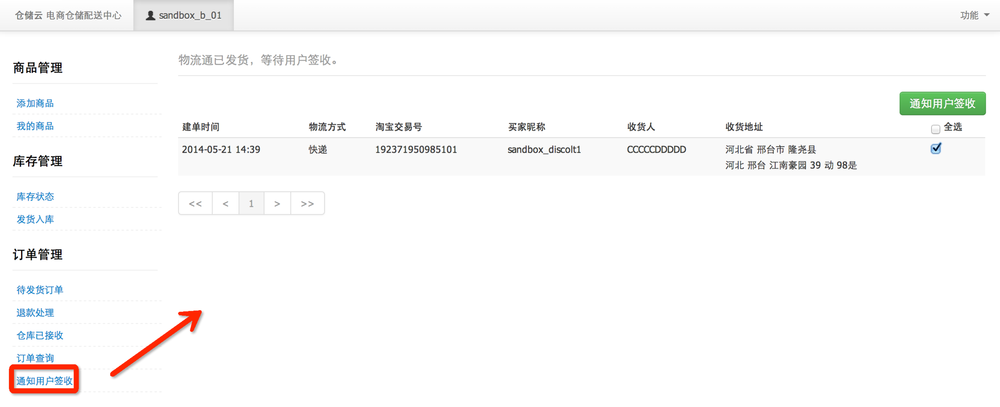 仓储云 电商仓储配送中心
sandbox_b_01
功能
商品管理
添加商品
我的商品
库存管理
库存状态
发货入库
订单管理
待发货订单
退款处理
仓库已接收
订单查询
通知用户签收
物流通已发货，等待用户签收。
通知用户签收
建单时间 物流方式 淘宝交易号 买家昵称 收货人 收货地址 全选
2014-05-21 14:39 快递 192371950985101 sandbox_discolt1 CCCCCDDDDD 河北省 邢台市 隆尧县
河北 邢台 江南豪园 39 动 98是
<< < 1 > >>